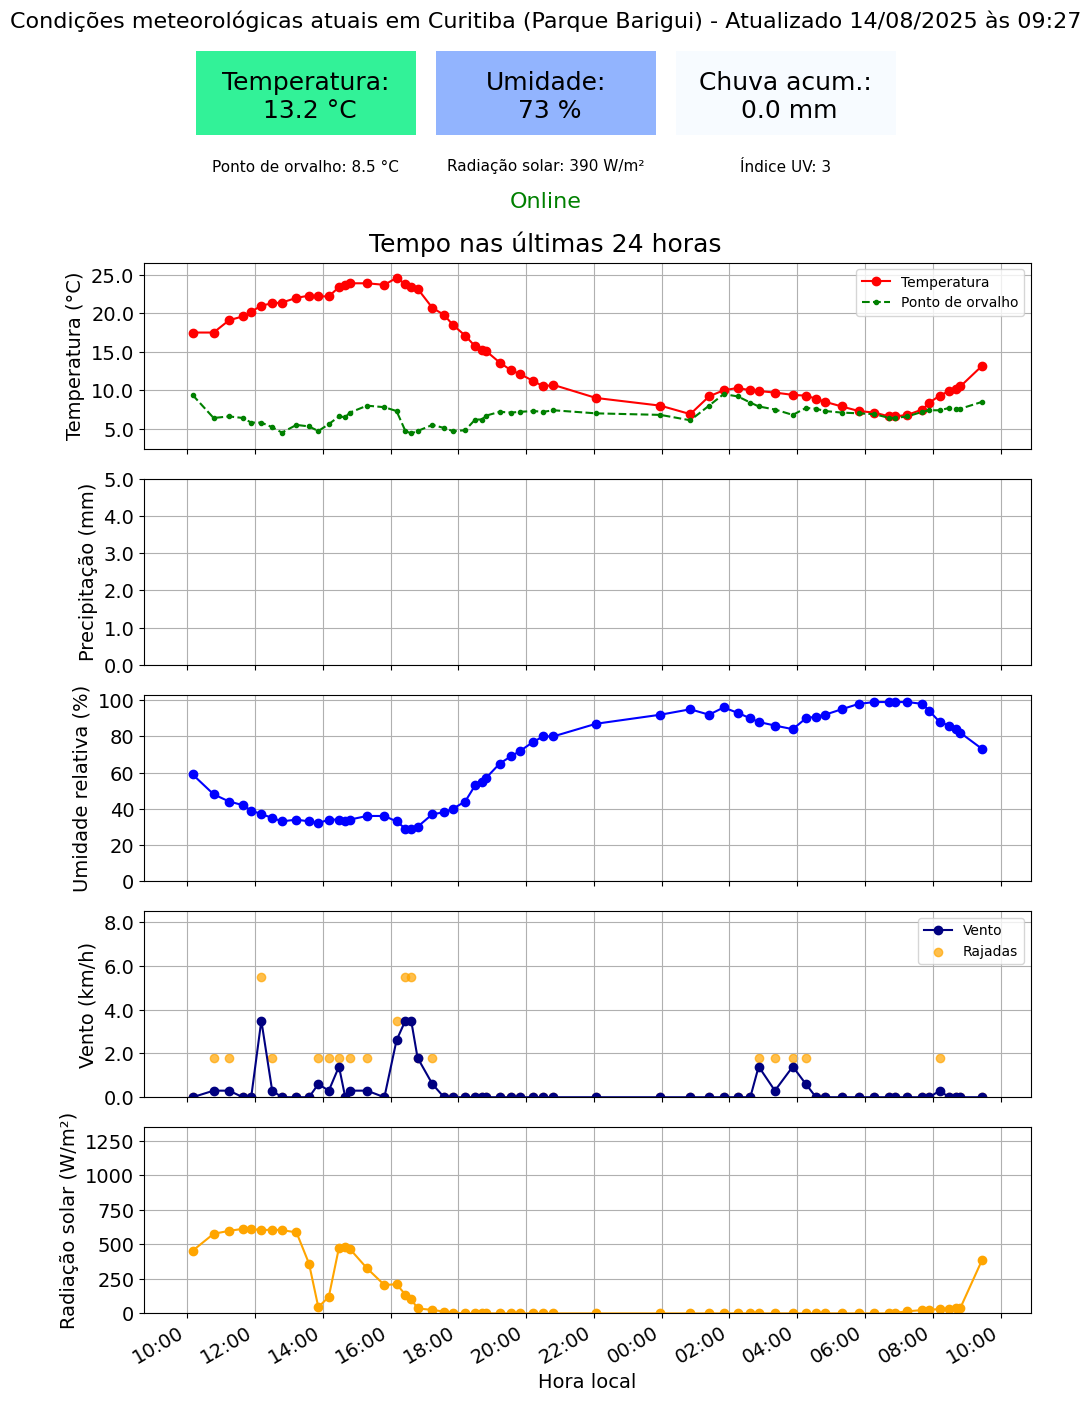 Condições meteorológicas atuais em Curitiba (Parque Barigui) - Atualizado 14/08/2025 às 09:27
Temperatura:
13.2 °C
Umidade:
73 %
Chuva acum.:
0.0 mm
Ponto de orvalho: 8.5 °C
Radiação solar: 390 W/m²
Índice UV: 3
Online
Tempo nas últimas 24 horas
Temperatura (°C)
25.0
20.0
15.0
10.0
5.0
Temperatura
Ponto de orvalho
Precipitação (mm)
5.0
4.0
3.0
2.0
1.0
0.0
Umidade relativa (%)
100
80
60
40
20
0
Vento (km/h)
8.0
6.0
4.0
2.0
0.0
Vento
Rajadas
Radiação solar (W/m²)
1250
1000
750
500
250
0
10:00
12:00
14:00
16:00
18:00
20:00
22:00
00:00
02:00
04:00
06:00
08:00
10:00
Hora local